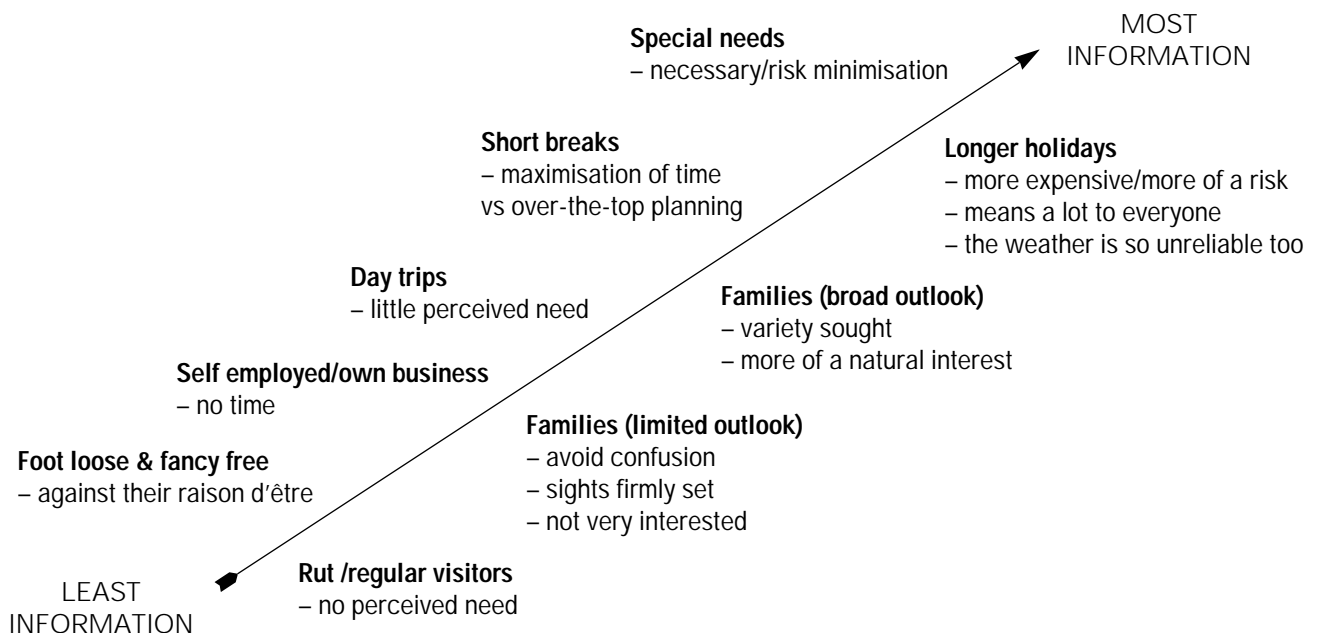 MOST
INFORMATION
Special needs
– necessary/risk minimisation
Short breaks
– maximisation of time
vs over-the-top planning
Longer holidays
– more expensive/more of a risk
– means a lot to everyone
– the weather is so unreliable too
Day trips
– little perceived need
Families (broad outlook)
– variety sought
– more of a natural interest
Self employed/own business
– no time
Families (limited outlook)
– avoid confusion
– sights firmly set
– not very interested
Foot loose & fancy free
– against their raison d'être
Rut /regular visitors
– no perceived need
LEAST
INFORMATION